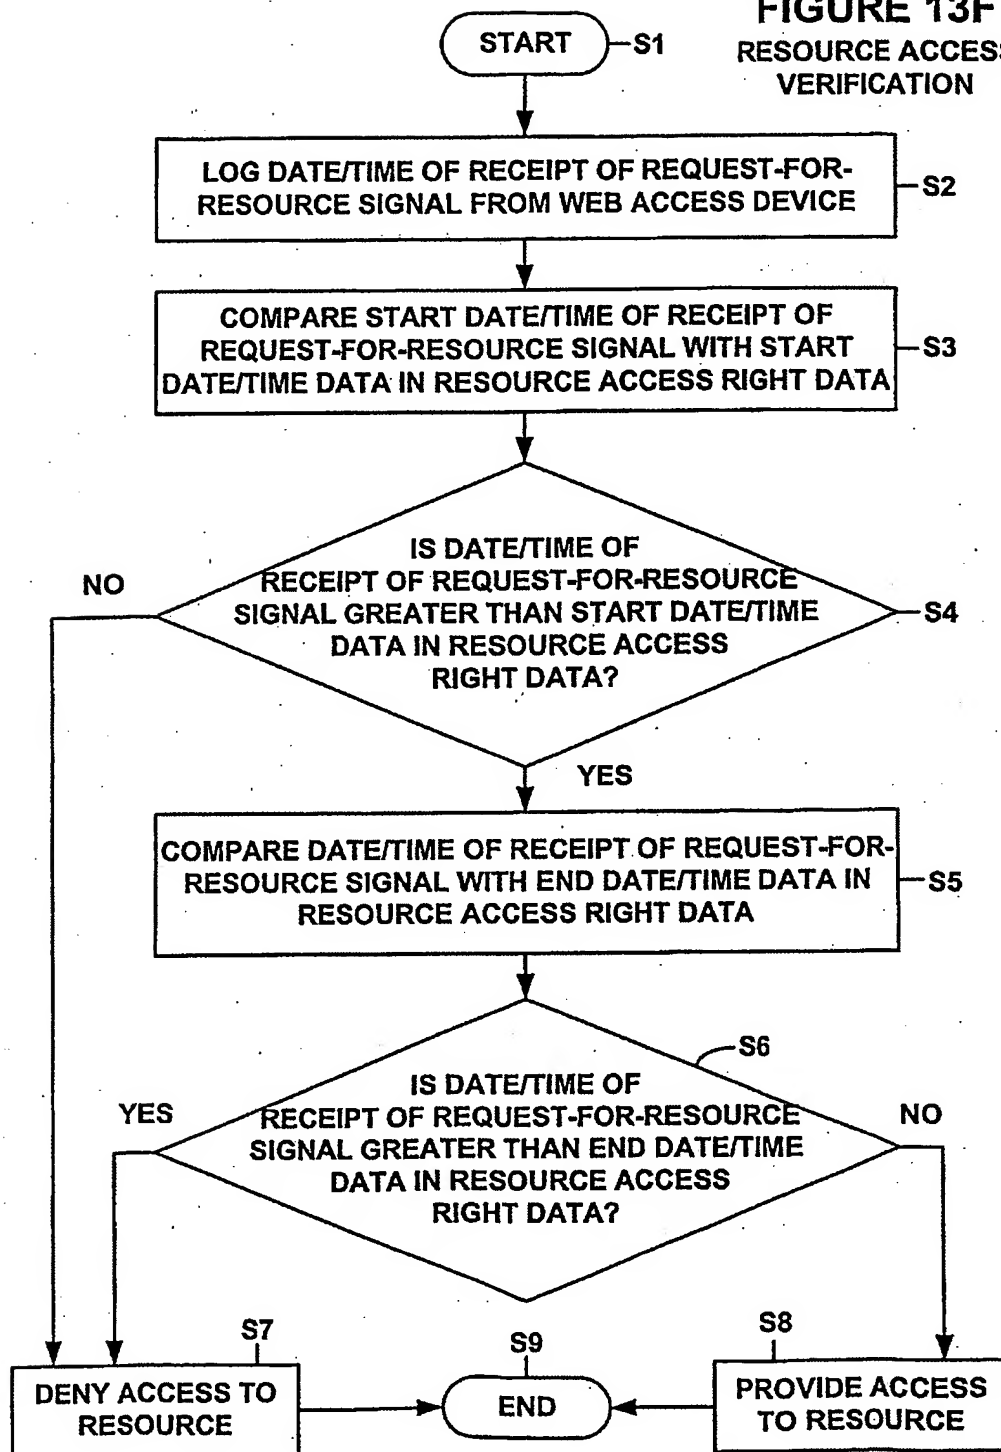 FIGURE 13F
RESOURCE ACCESS
VERIFICATION
START
S1
LOG DATE/TIME OF RECEIPT OF REQUEST-FOR-
RESOURCE SIGNAL FROM WEB ACCESS DEVICE
S2
COMPARE START DATE/TIME OF RECEIPT OF
REQUEST-FOR-RESOURCE SIGNAL WITH START
DATE/TIME DATA IN RESOURCE ACCESS RIGHT DATA
S3
IS DATE/TIME OF
RECEIPT OF REQUEST-FOR-RESOURCE
SIGNAL GREATER THAN START DATE/TIME
DATA IN RESOURCE ACCESS
RIGHT DATA?
NO
S4
YES
COMPARE DATE/TIME OF RECEIPT OF REQUEST-FOR-
RESOURCE SIGNAL WITH END DATE/TIME DATA IN
RESOURCE ACCESS RIGHT DATA
S5
S6
IS DATE/TIME OF
RECEIPT OF REQUEST-FOR-RESOURCE
SIGNAL GREATER THAN END DATE/TIME
DATA IN RESOURCE ACCESS
RIGHT DATA?
YES
NO
S7
DENY ACCESS TO
RESOURCE
S9
END
S8
PROVIDE ACCESS
TO RESOURCE